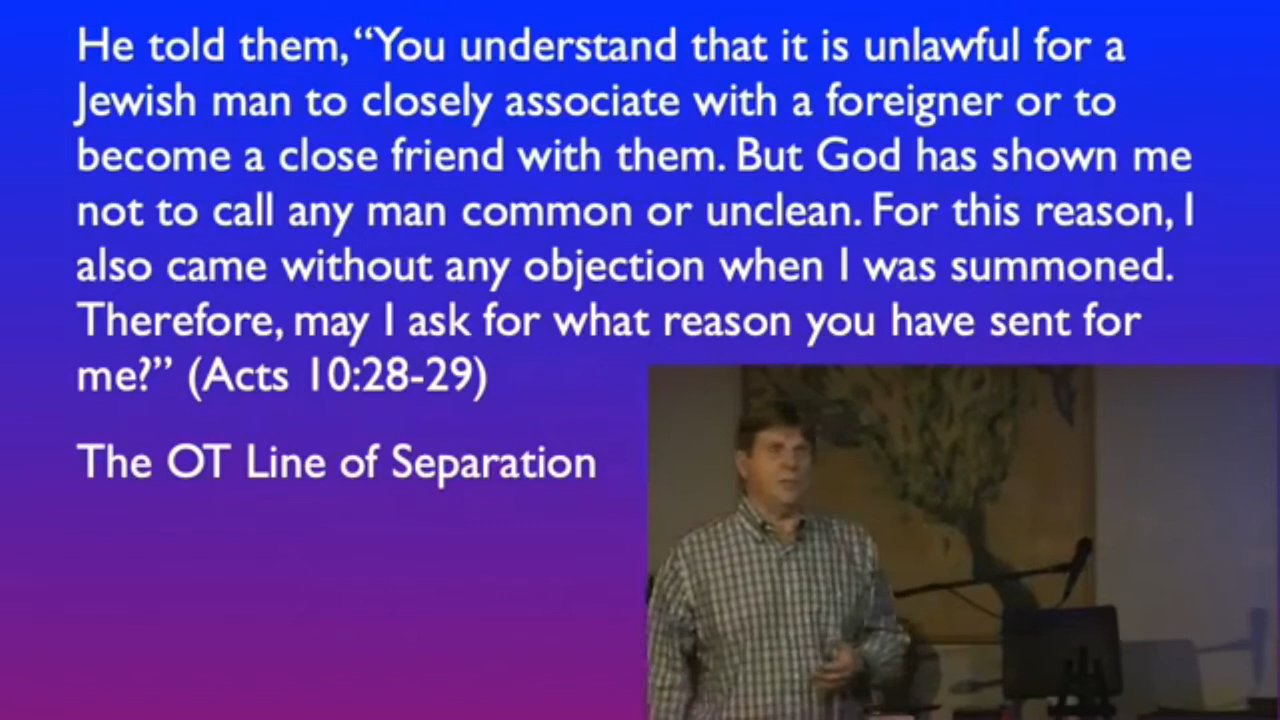 He told them, “You understand that it is unlawful for a
Jewish man to closely associate with a foreigner or to
become a close friend with them. But God has shown me
not to call any man common or unclean. For this reason, I
also came without any objection when I was summoned.
Therefore, may I ask for what reason you have sent for
me?” (Acts 10:28-29)
The OT Line of Separation